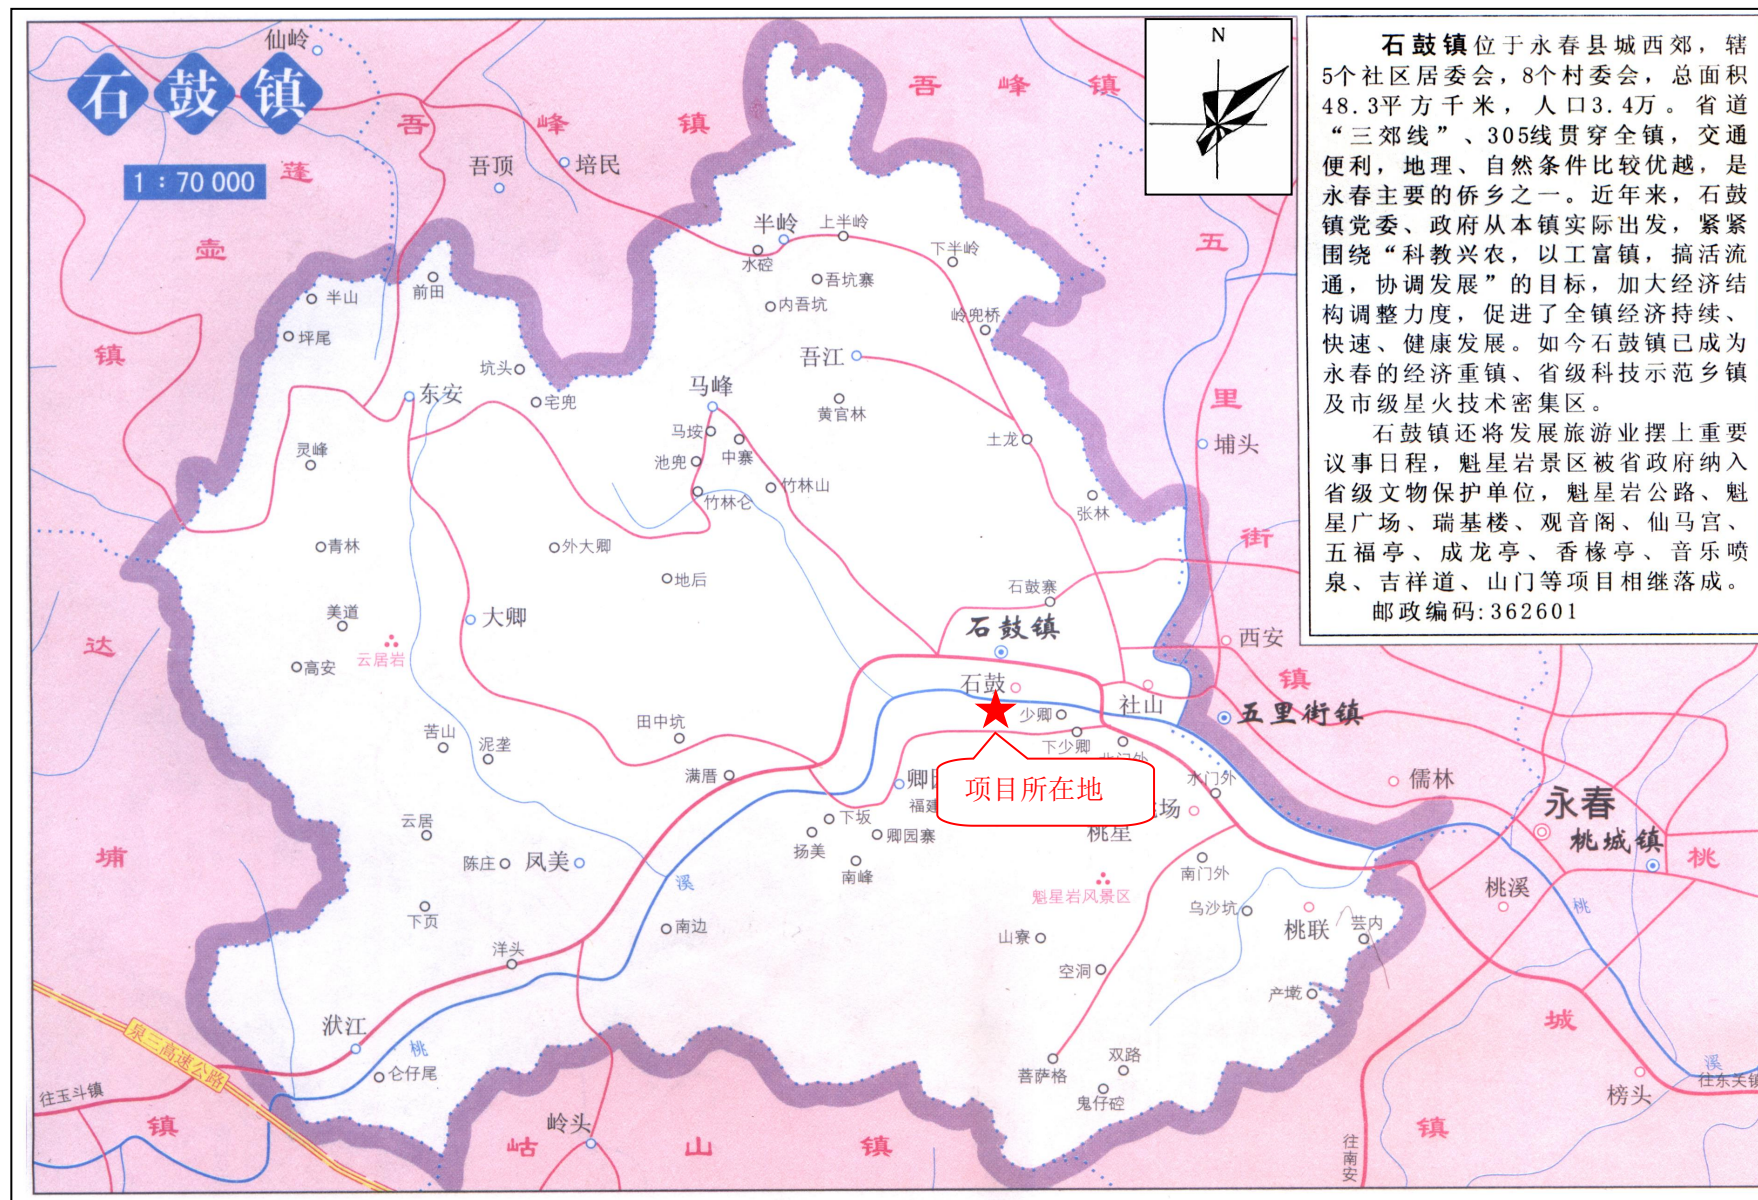 石鼓镇
1：70 000
仙岭
吾峰镇
吾峰镇
吾顶
培民
蓬
壶
镇
N
石鼓镇位于永春县城西郊，辖
5个社区居委会，8个村委会，总面积
48.3平方千米，人口3.4万。省道
“三郊线”、305线贯穿全镇，交通
便利，地理、自然条件比较优越，是
永春主要的侨乡之一。近年来，石鼓
镇党委、政府从本镇实际出发，紧紧
围绕“科教兴农，以工富镇，搞活流
通，协调发展”的目标，加大经济结
构调整力度，促进了全镇经济持续、
快速、健康发展。如今石鼓镇已成为
永春的经济重镇、省级科技示范乡镇
及市级星火技术密集区。
石鼓镇还将发展旅游业摆上重要
议事日程，魁星岩景区被省政府纳入
省级文物保护单位，魁星岩公路、魁
星广场、瑞基楼、观音阁、仙马宫、
五福亭、成龙亭、香橼亭、音乐喷
泉、吉祥道、山门等项目相继落成。
邮政编码:362601
半岭
上半岭
水硿
下半岭
吾坑寨
内吾坑
岭兜桥
半山
前田
坪尾
坑头
宅兜
东安
吾江
马峰
黄官林
马垵
中寨
池兜
竹林仑
竹林山
土龙
张林
灵峰
青林
外大卿
地后
美道
大卿
云居岩
高安
石鼓寨
石鼓镇
石鼓
社山
少卿
下少卿
项目所在地
五
里
街
镇
埔头
西安
五里街镇
儒林
永春
桃城镇
桃
城
镇
桃溪
水门外
桃星
南门外
魁星岩风景区
乌沙坑
桃联
芸内
山寮
空洞
产墘
菩萨格
双路
鬼仔硿
田中坑
满厝
苦山
泥垄
云居
陈庄
凤美
下页
洋头
洑江
仑仔尾
桃
溪
南边
下坂
扬美
卿园寨
南峰
达
埔
镇
泉三高速公路
往玉斗镇
岭头
岵山镇
桃
溪
往东关镇
榜头
往南安